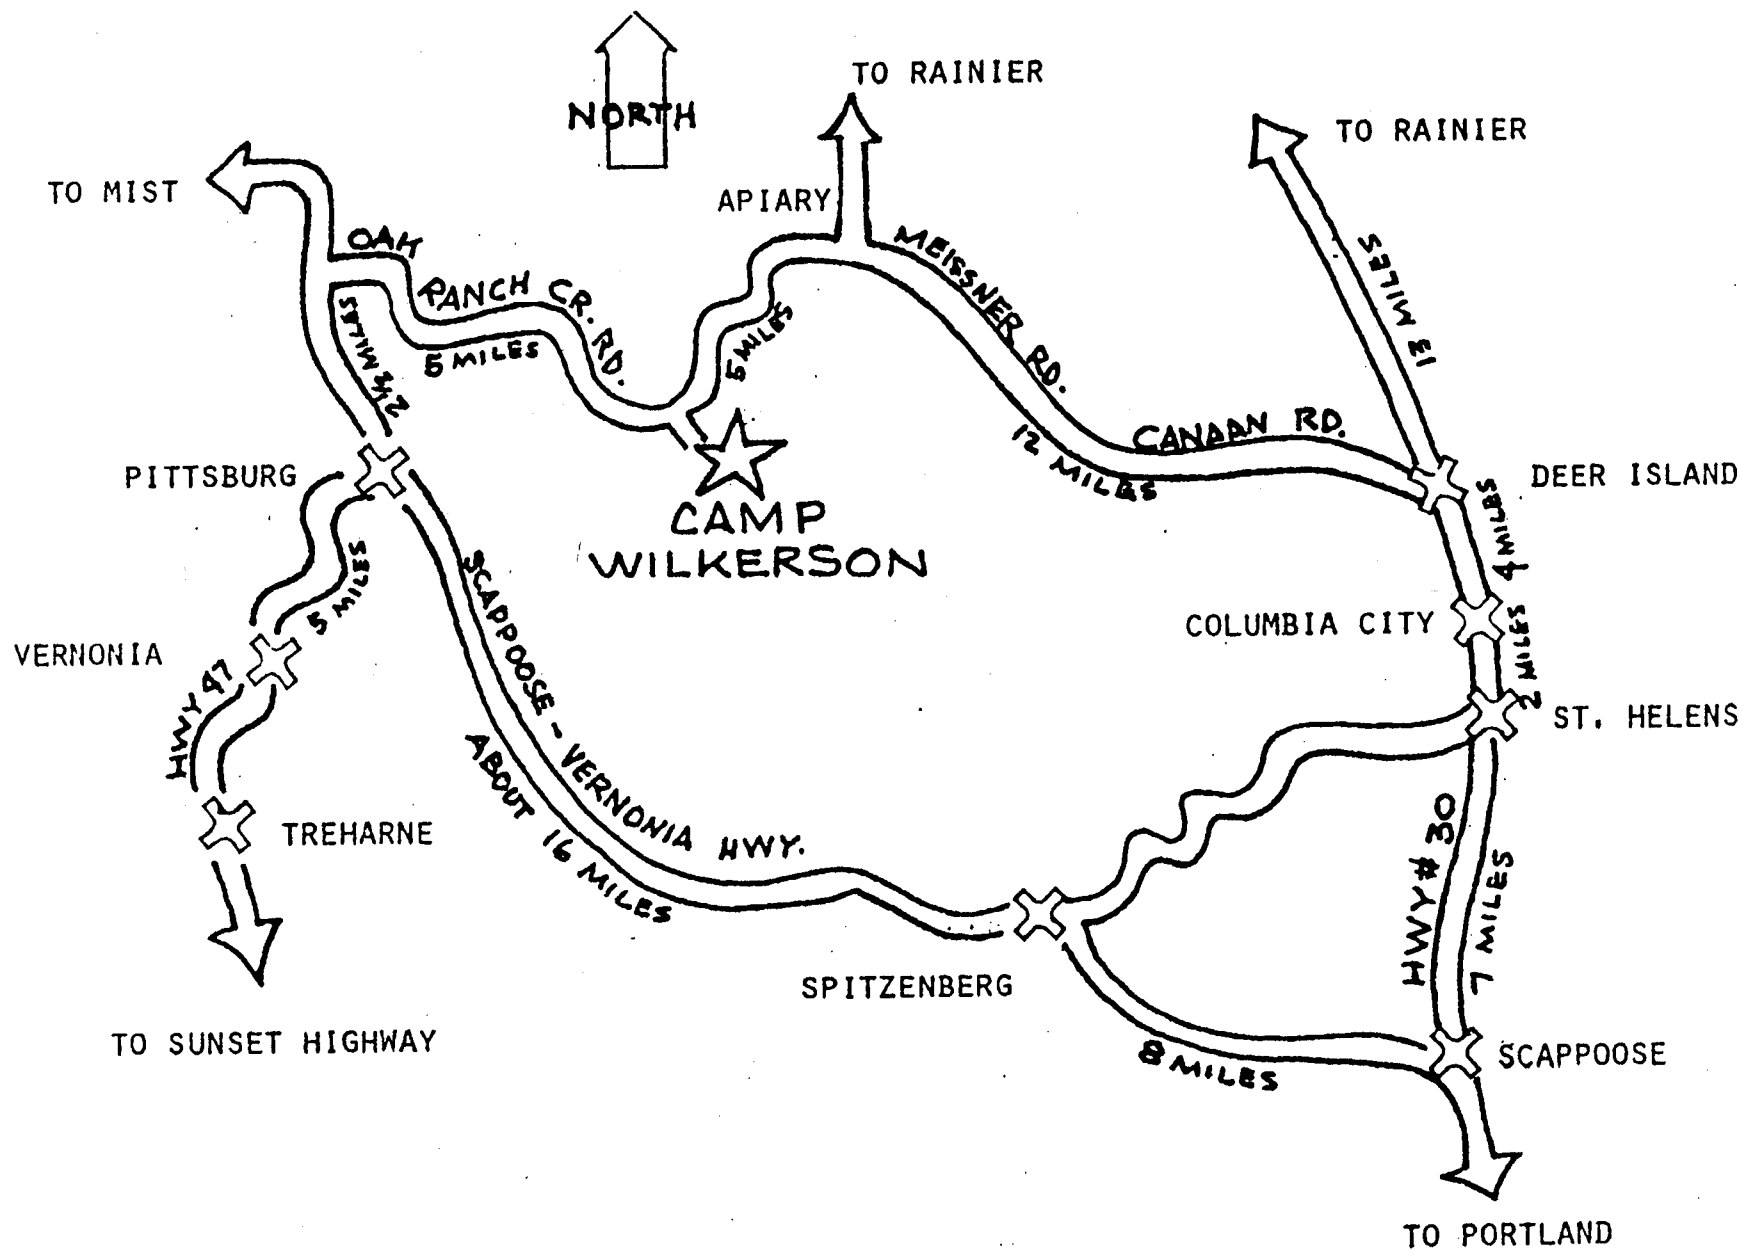 TO RAINIER
NORTH
TO RAINIER
TO MIST
APIARY
OAK
RANCH CR. RD.
MEISSNER RD.
13 MILES
5 MILES
5 MILES
CANAAN RD.
12 MILES
PITTSBURG
DEER ISLAND
4 MILES
CAMP
WILKERSON
SCAPPOOSE - VERNONIA HWY.
5 MILES
COLUMBIA CITY
2 MILES
VERNONIA
HWY 47
ST. HELENS
ABOUT 16 MILES
TREHARNE
HWY # 30
7 MILES
SPITZENBERG
TO SUNSET HIGHWAY
8 MILES
SCAPPOOSE
TO PORTLAND